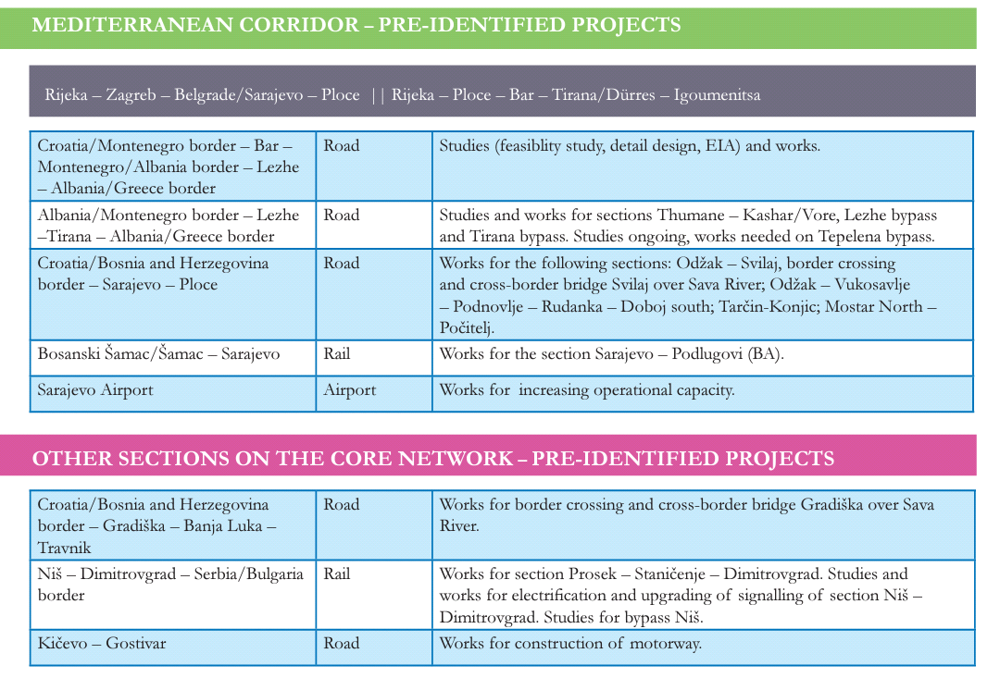 MEDITERRANEAN CORRIDOR – PRE-IDENTIFIED PROJECTS
Rijeka – Zagreb – Belgrade/Sarajevo – Ploce || Rijeka – Ploce – Bar – Tirana/Dürres – Igoumenitsa
Croatia/Montenegro border – Bar –
Montenegro/Albania border – Lezhe
– Albania/Greece border
Road
Studies (feasiblity study, detail design, EIA) and works.
Albania/Montenegro border – Lezhe
–Tirana – Albania/Greece border
Road
Studies and works for sections Thumane – Kashar/Vore, Lezhe bypass
and Tirana bypass. Studies ongoing, works needed on Tepelena bypass.
Croatia/Bosnia and Herzegovina
border – Sarajevo – Ploce
Road
Works for the following sections: Odžak – Svilaj, border crossing
and cross-border bridge Svilaj over Sava River; Odžak – Vukosavlje
– Podnovlje – Rudanka – Doboj south; Tarčin-Konjic; Mostar North –
Počitelj.
Bosanski Šamac/Šamac – Sarajevo
Rail
Works for the section Sarajevo – Podlugovi (BA).
Sarajevo Airport
Airport
Works for increasing operational capacity.
OTHER SECTIONS ON THE CORE NETWORK – PRE-IDENTIFIED PROJECTS
Croatia/Bosnia and Herzegovina
border – Gradiška – Banja Luka –
Travnik
Road
Works for border crossing and cross-border bridge Gradiška over Sava
River.
Niš – Dimitrovgrad – Serbia/Bulgaria
border
Rail
Works for section Prosek – Staničenje – Dimitrovgrad. Studies and
works for electrification and upgrading of signalling of section Niš –
Dimitrovgrad. Studies for bypass Niš.
Kičevo – Gostivar
Road
Works for construction of motorway.